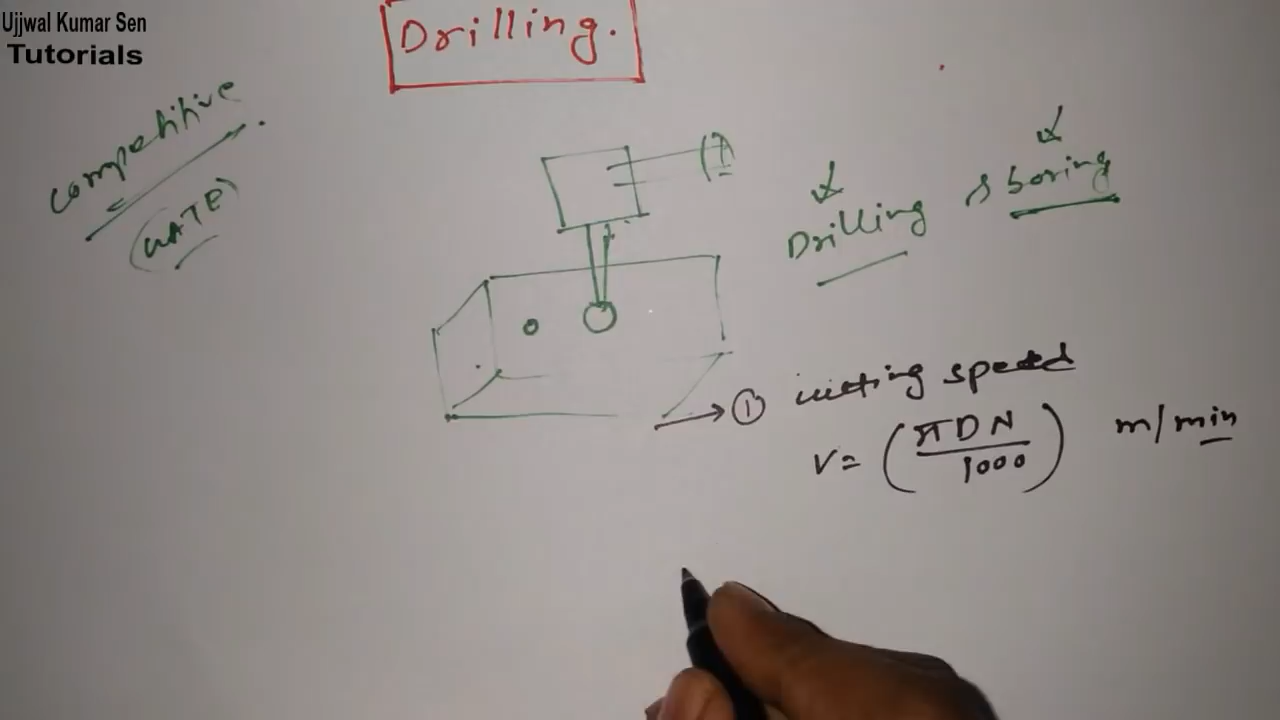 Ujjwal Kumar Sen
Tutorials
Drilling.
competitive
(GATE)
(T)
Drilling & boring
① cutting speed
V= (πDN/1000) m/min